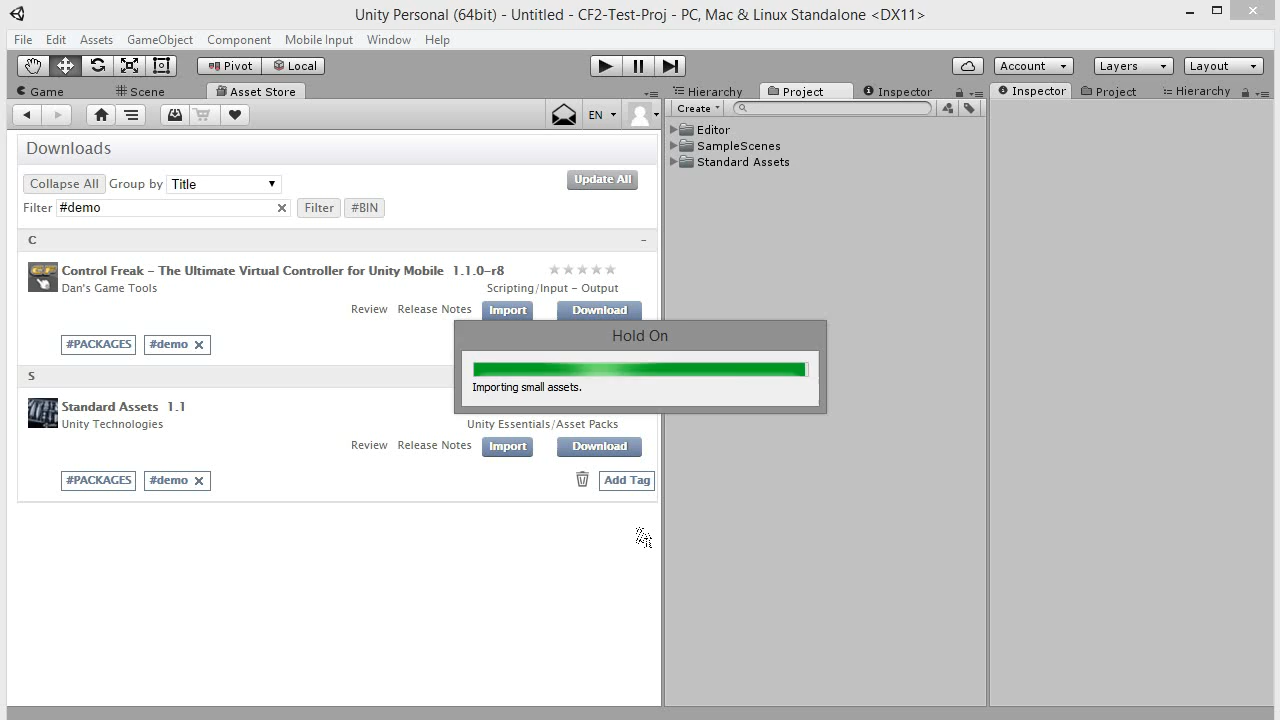 Unity Personal (64bit) - Untitled - CF2-Test-Proj - PC, Mac & Linux Standalone <DX11>
File Edit Assets GameObject Component Mobile Input Window Help
Pivot Local Account Layers Layout
Game Scene Asset Store Hierarchy Project Inspector Inspector Project Hierarchy
EN Create
Downloads
Editor
SampleScenes
Standard Assets
Collapse All Group by Title Update All
Filter #demo Filter #BIN
C
Control Freak – The Ultimate Virtual Controller for Unity Mobile 1.1.0-r8
Dan's Game Tools Scripting/Input – Output
Review Release Notes Import Download
#PACKAGES #demo
Hold On
Importing small assets.
S
Standard Assets 1.1
Unity Technologies Unity Essentials/Asset Packs
Review Release Notes Import Download
#PACKAGES #demo Add Tag